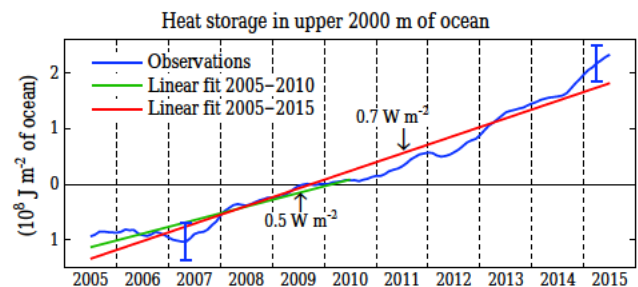 Heat storage in upper 2000 m of ocean
Observations
Linear fit 2005−2010
Linear fit 2005−2015
0.7 W m-2
0.5 W m-2
(10⁸ J m-2 of ocean)
2
1
0
1
2005 2006 2007 2008 2009 2010 2011 2012 2013 2014 2015